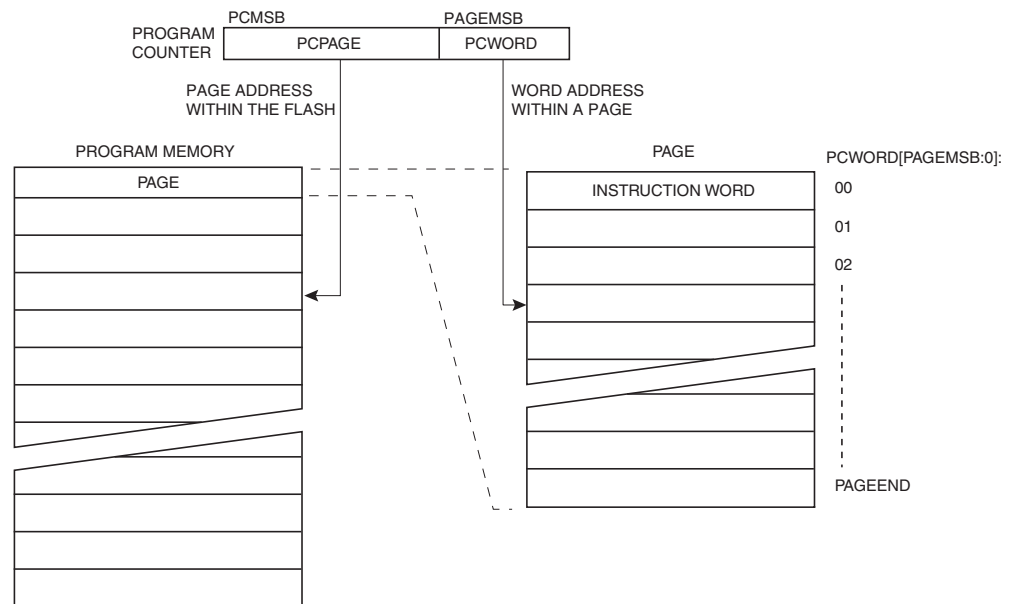 PCMSB
PAGEMSB
PROGRAM
COUNTER
PCPAGE
PCWORD
PAGE ADDRESS
WITHIN THE FLASH
WORD ADDRESS
WITHIN A PAGE
PROGRAM MEMORY
PAGE
PAGE
PCWORD[PAGEMSB:0]:
INSTRUCTION WORD
00
01
02
PAGEEND